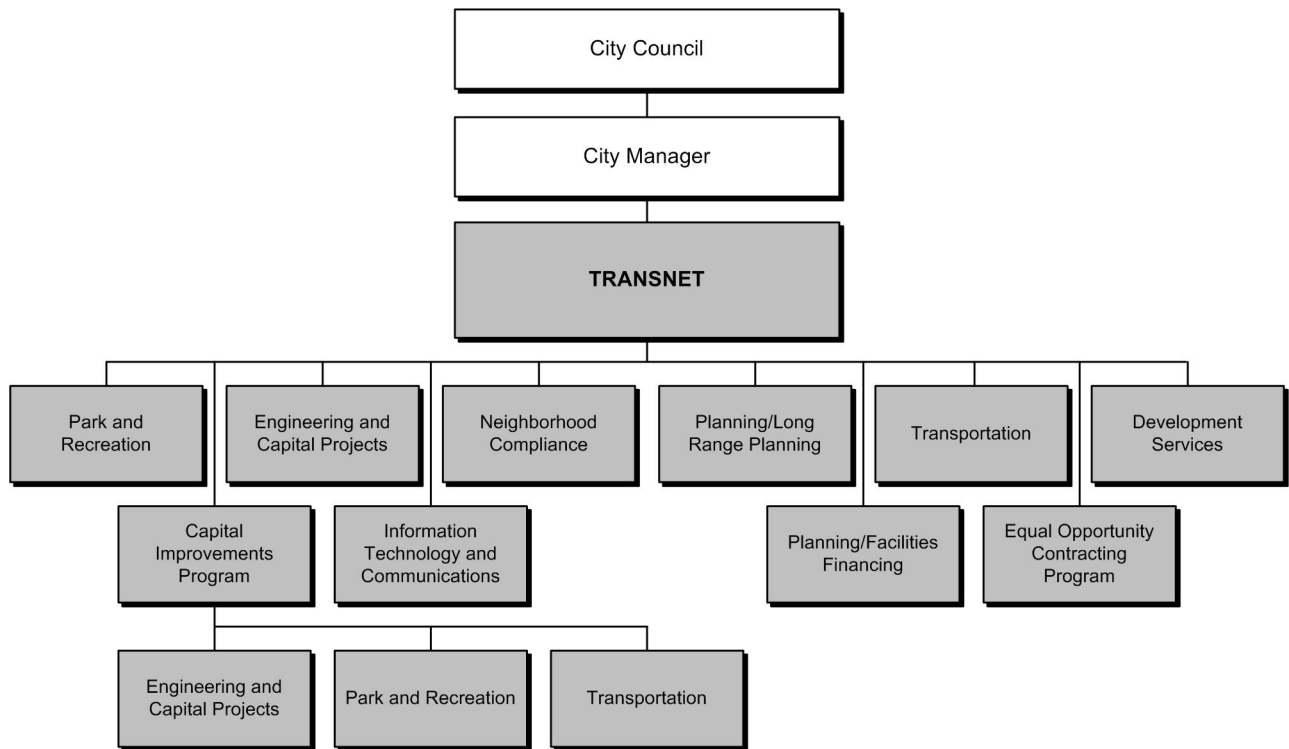 City Council
City Manager
TRANSNET
Park and
Recreation
Engineering and
Capital Projects
Neighborhood
Compliance
Planning/Long
Range Planning
Transportation
Development
Services
Capital
Improvements
Program
Information
Technology and
Communications
Planning/Facilities
Financing
Equal Opportunity
Contracting
Program
Engineering and
Capital Projects
Park and Recreation
Transportation